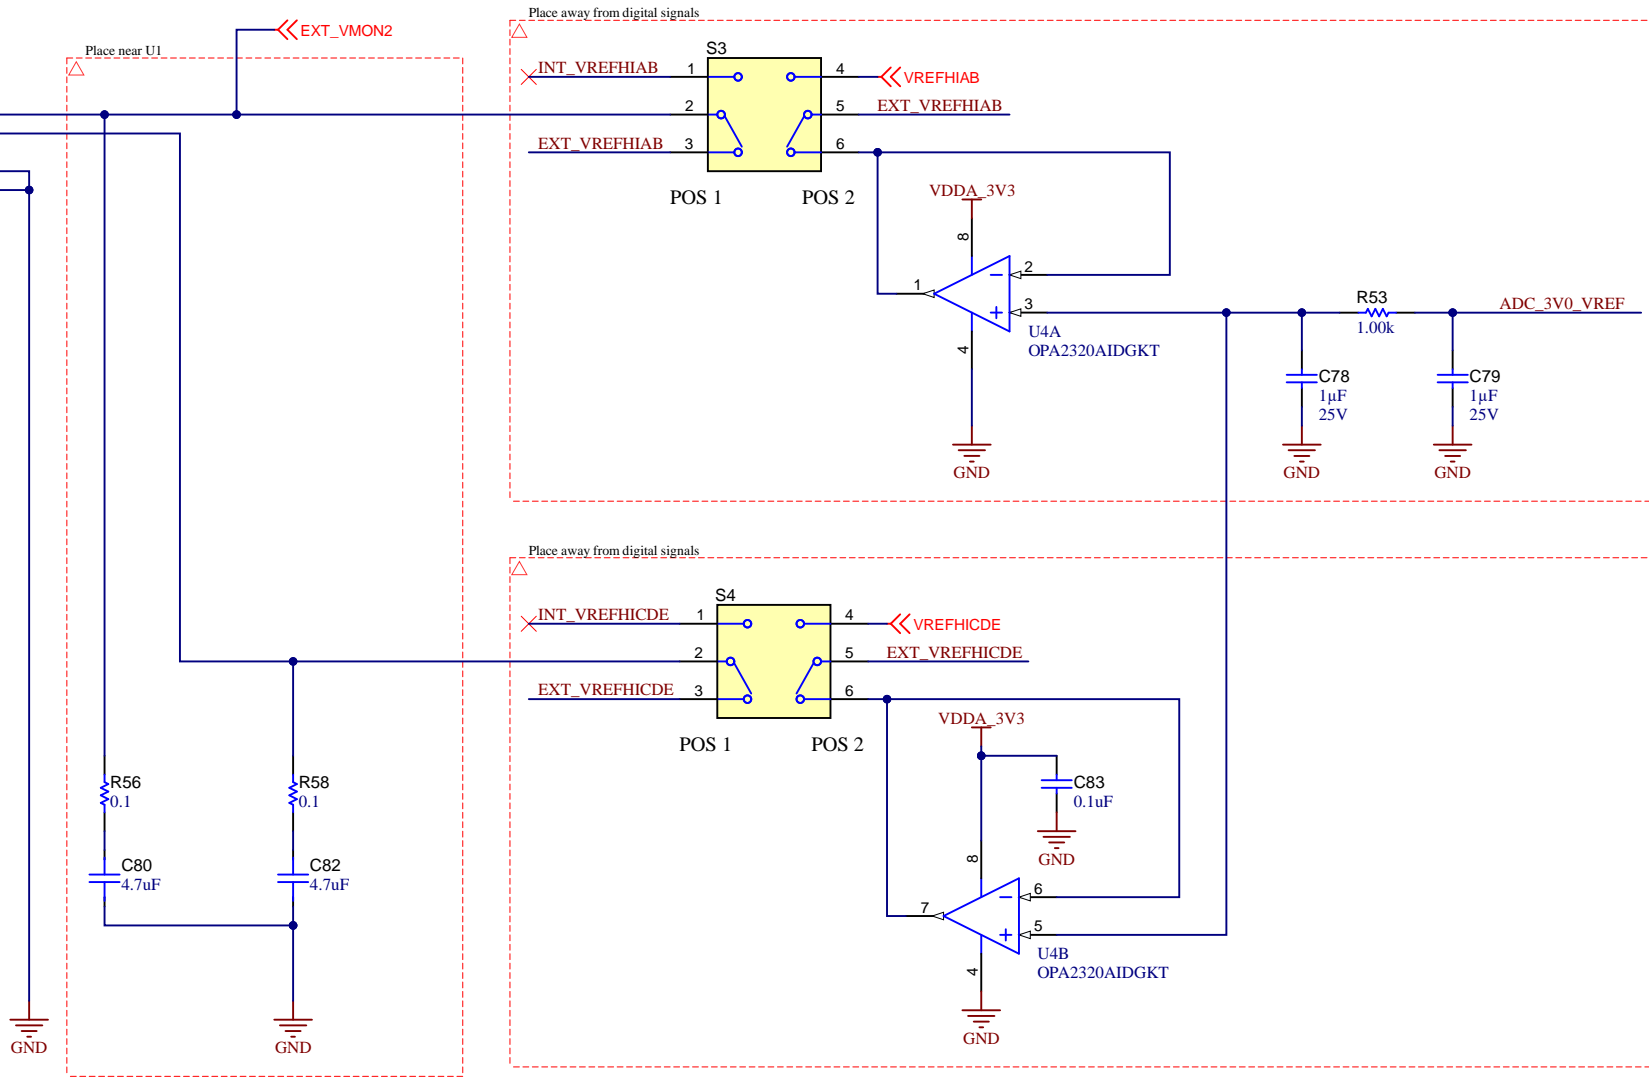 Place away from digital signals
EXT_VMON2
Place near U1
S3
INT_VREFHIAB
1
4
VREFHIAB
2
5
EXT_VREFHIAB
EXT_VREFHIAB
3
6
POS 1
POS 2
VDDA_3V3
8
2
1
3
4
U4A
OPA2320AIDGKT
R53
1.00k
ADC_3V0_VREF
C78
1µF
25V
C79
1µF
25V
GND
GND
GND
Place away from digital signals
S4
INT_VREFHICDE
1
4
VREFHICDE
2
5
EXT_VREFHICDE
EXT_VREFHICDE
3
6
POS 1
POS 2
VDDA_3V3
R56
0.1
R58
0.1
C83
0.1uF
GND
C80
4.7uF
C82
4.7uF
8
6
7
5
4
U4B
OPA2320AIDGKT
GND
GND
GND